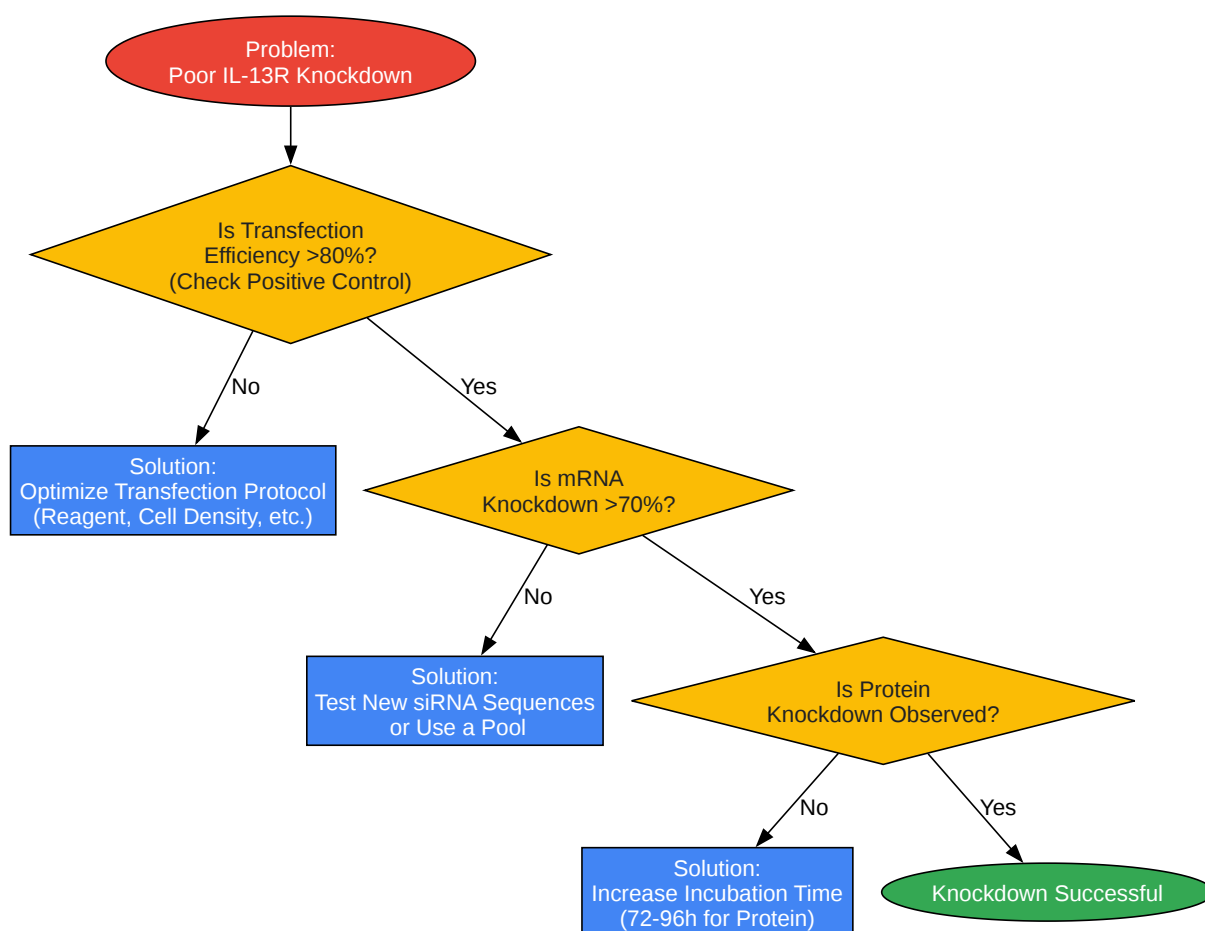 Problem:
Poor IL-13R Knockdown
Is Transfection
Efficiency >80%?
(Check Positive Control)
No
Yes
Solution:
Optimize Transfection Protocol
(Reagent, Cell Density, etc.)
Is mRNA
Knockdown >70%?
No
Yes
Solution:
Test New siRNA Sequences
or Use a Pool
Is Protein
Knockdown Observed?
No
Yes
Solution:
Increase Incubation Time
(72-96h for Protein)
Knockdown Successful